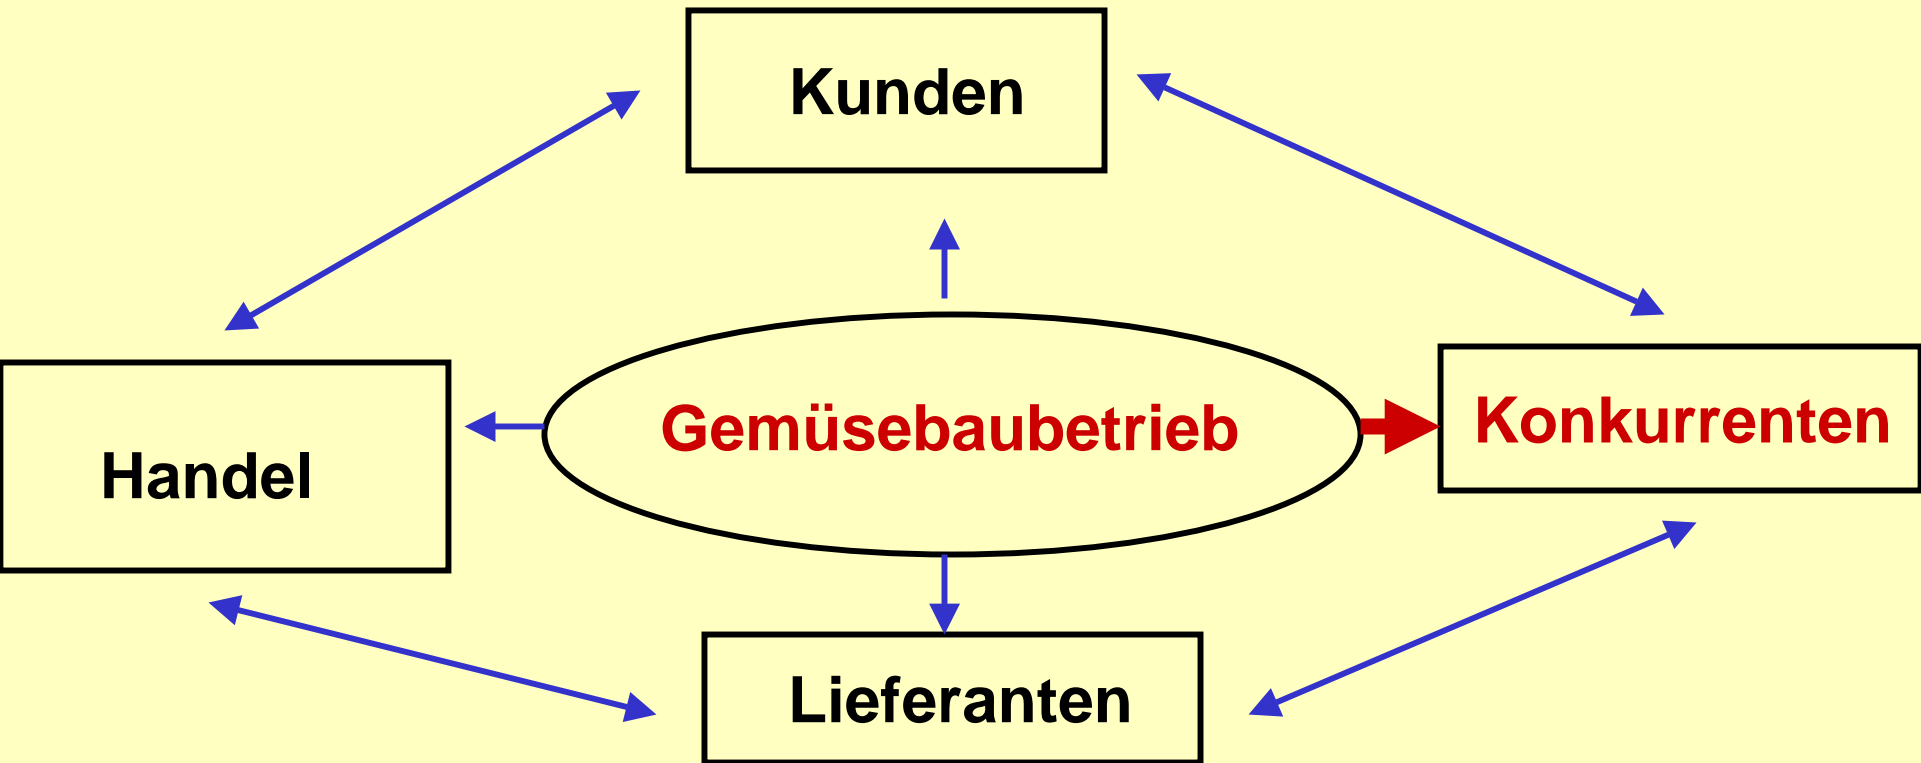 Kunden
Gemüsebaubetrieb
Konkurrenten
Handel
Lieferanten